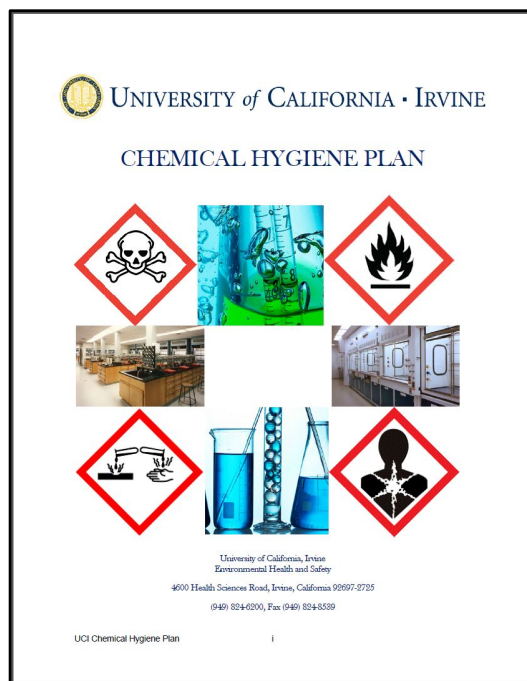 UNIVERSITY of CALIFORNIA · IRVINE
CHEMICAL HYGIENE PLAN
University of California, Irvine
Environmental Health and Safety
4600 Health Sciences Road, Irvine, California 92697-2725
(949) 824-6200, Fax (949) 824-8539
UCI Chemical Hygiene Plan i